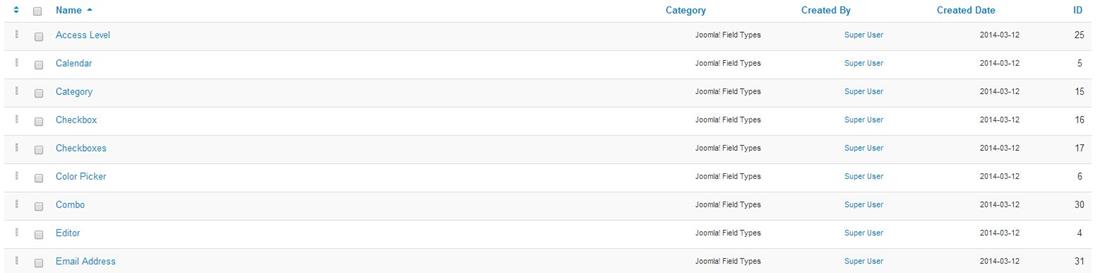 Name Category Created By Created Date ID
Access Level Joomla! Field Types Super User 2014-03-12 25
Calendar Joomla! Field Types Super User 2014-03-12 5
Category Joomla! Field Types Super User 2014-03-12 15
Checkbox Joomla! Field Types Super User 2014-03-12 16
Checkboxes Joomla! Field Types Super User 2014-03-12 17
Color Picker Joomla! Field Types Super User 2014-03-12 6
Combo Joomla! Field Types Super User 2014-03-12 30
Editor Joomla! Field Types Super User 2014-03-12 4
Email Address Joomla! Field Types Super User 2014-03-12 31